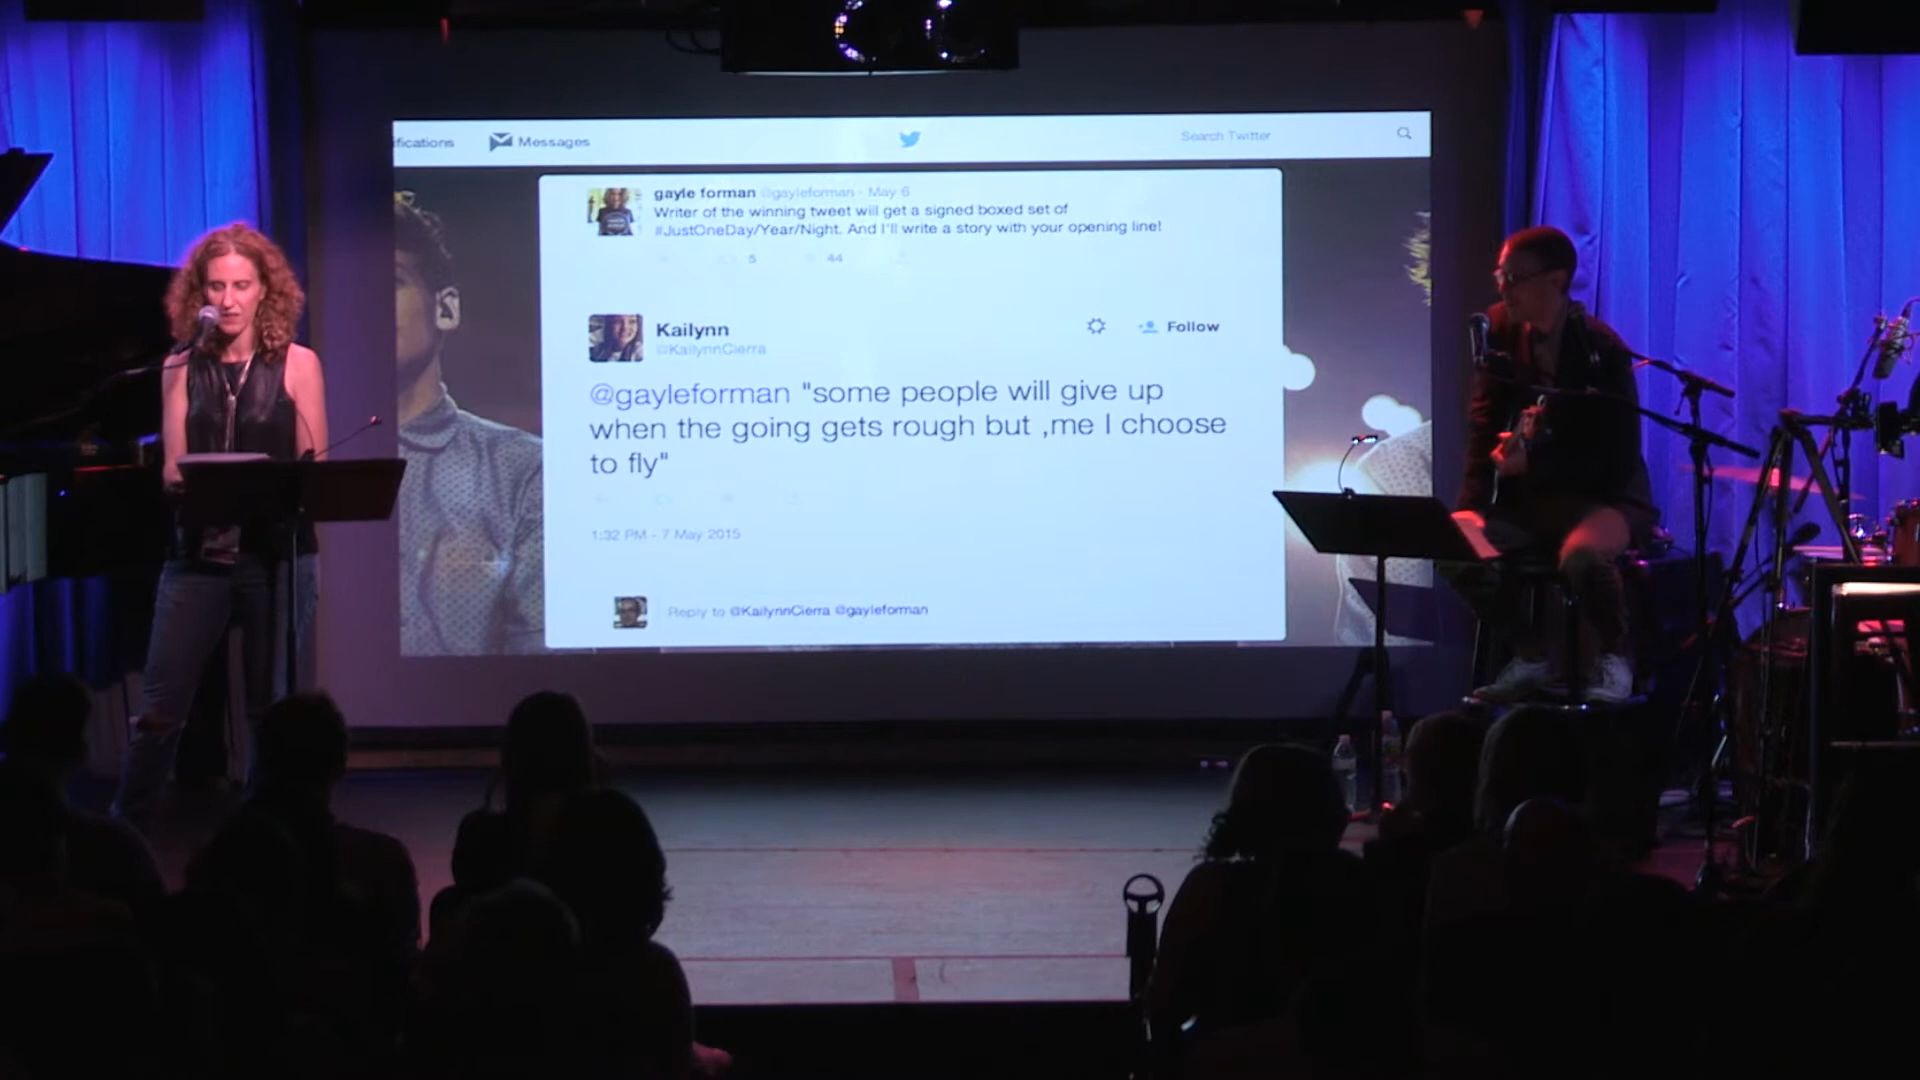 ifications Messages Search Twitter
gayle forman @gayleforman · May 6
Writer of the winning tweet will get a signed boxed set of
#JustOneDay/Year/Night. And I'll write a story with your opening line!
5 44
Kailynn Follow
@KailynnCierra
@gayleforman "some people will give up
when the going gets rough but ,me I choose
to fly"
1:32 PM - 7 May 2015
Reply to @KailynnCierra @gayleforman